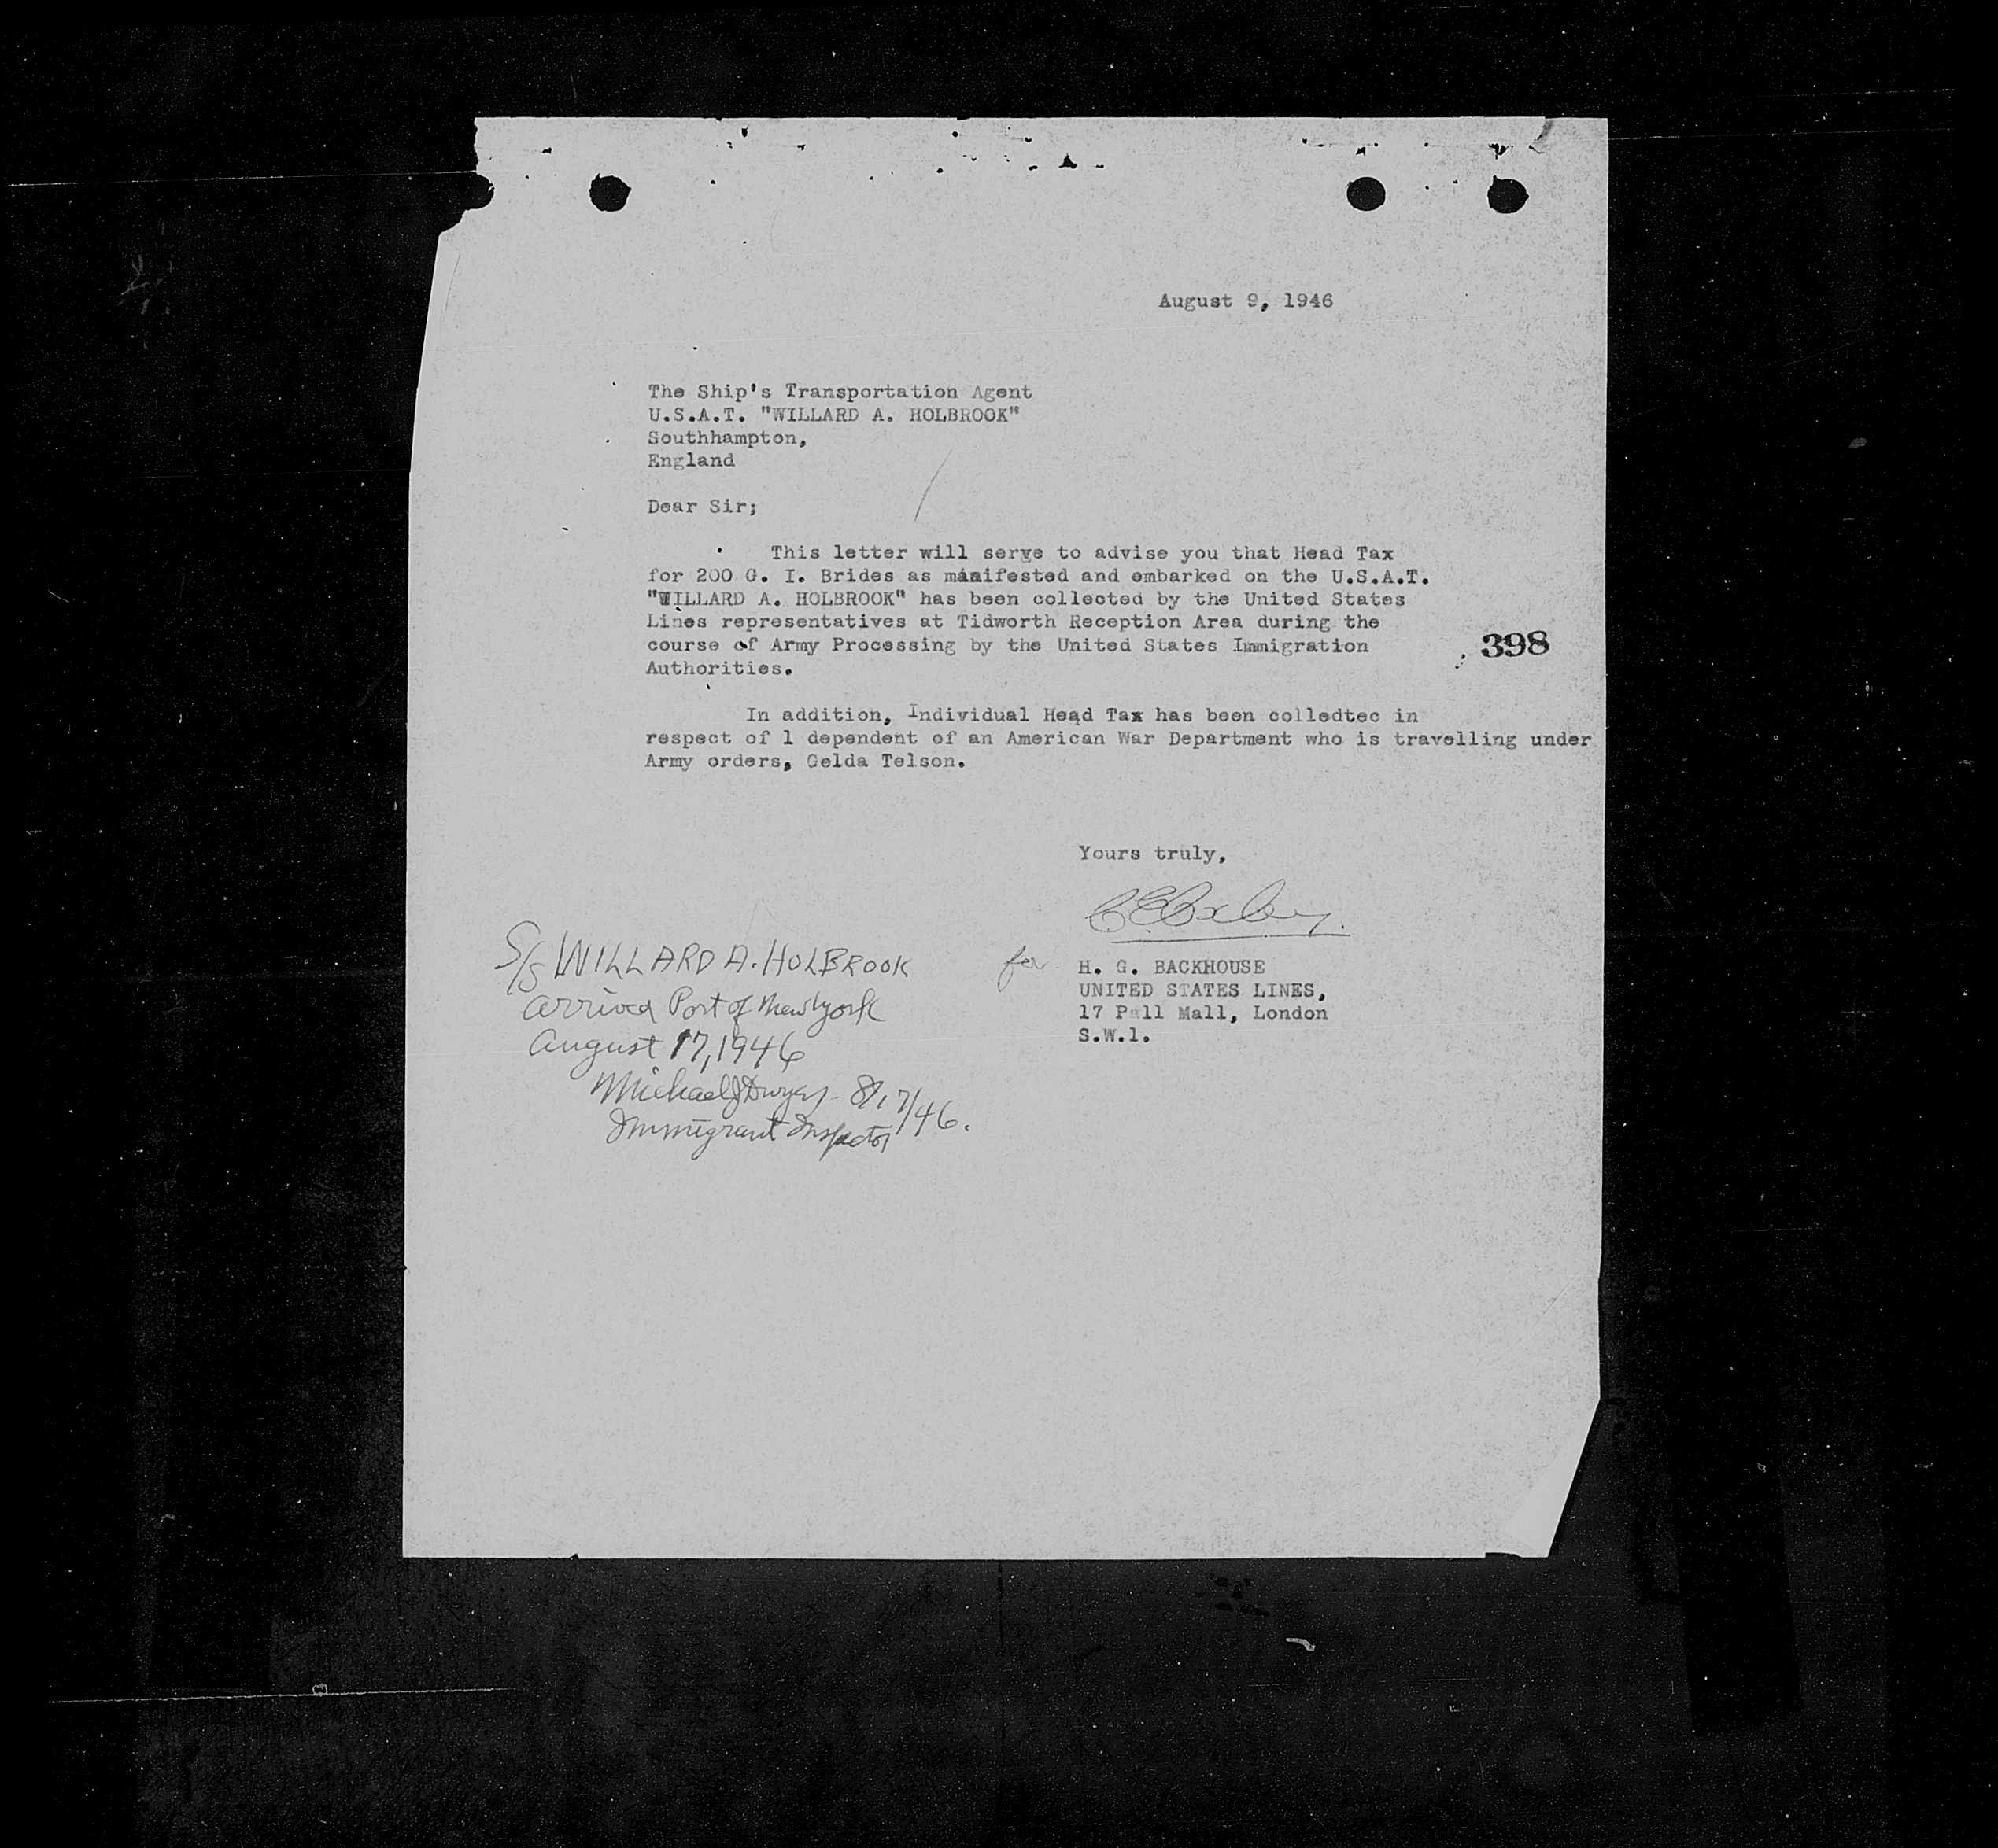 August 9, 1946
The Ship's Transportation Agent
U.S.A.T. "WILLARD A. HOLBROOK"
Southhampton,
England
Dear Sir;
This letter will serve to advise you that Head Tax
for 200 G. I. Brides as manifested and embarked on the U.S.A.T.
"WILLARD A. HOLBROOK" has been collected by the United States
Lines representatives at Tidworth Reception Area during the
course of Army Processing by the United States Immigration
Authorities.
398
In addition, Individual Head Tax has been colledtec in
respect of 1 dependent of an American War Department who is travelling under
Army orders, Gelda Telson.
Yours truly,
for H. G. BACKHOUSE
UNITED STATES LINES,
17 Pall Mall, London
S.W.1.
S/S WILLARD A. HOLBROOK
arrived Port of New York
August 17, 1946
Michael J Dwyer - 8/17/46.
Immigrant Inspector